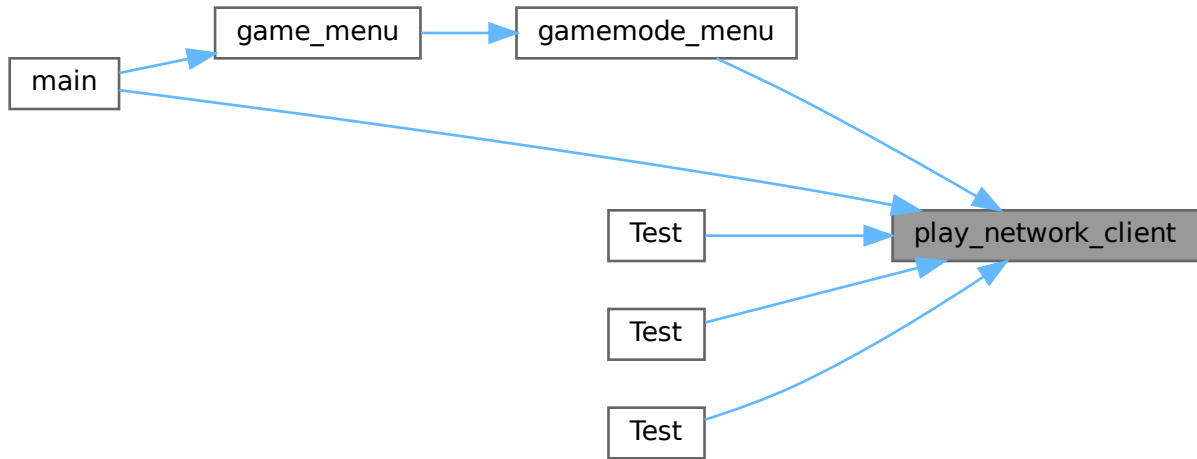 main
game_menu
gamemode_menu
play_network_client
Test
Test
Test